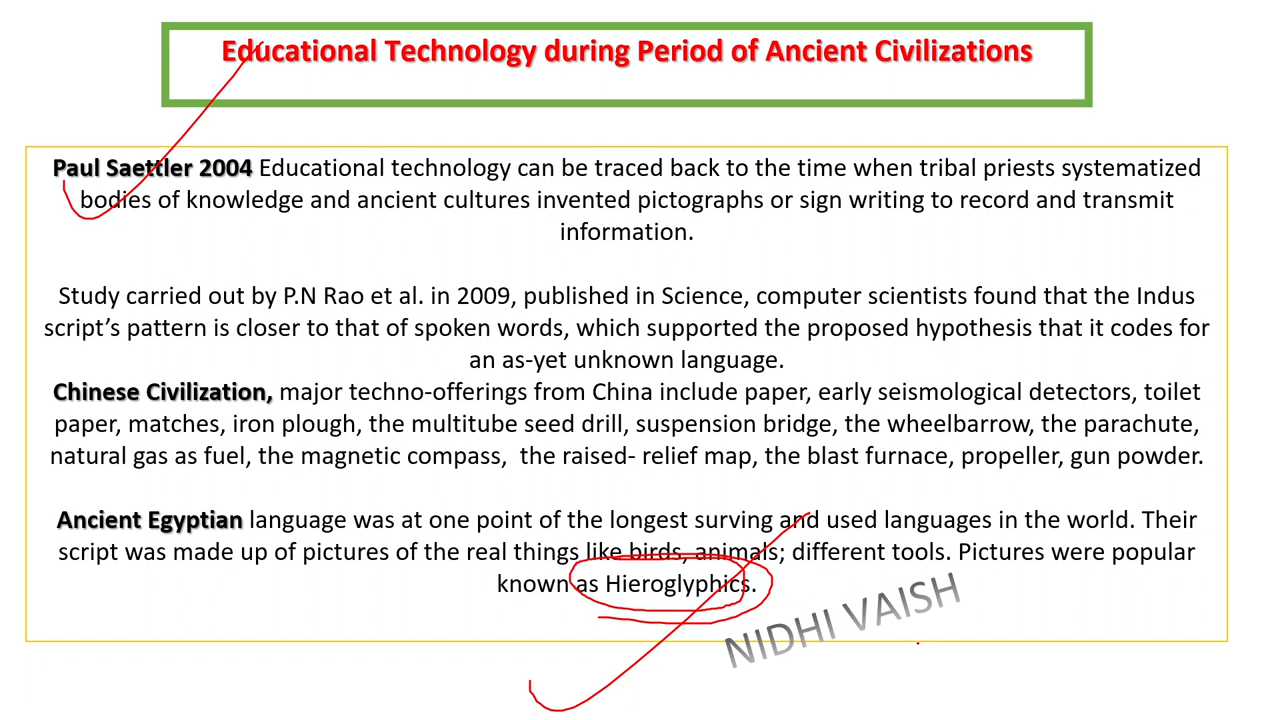 Educational Technology during Period of Ancient Civilizations
Paul Saettler 2004 Educational technology can be traced back to the time when tribal priests systematized
bodies of knowledge and ancient cultures invented pictographs or sign writing to record and transmit
information.
Study carried out by P.N Rao et al. in 2009, published in Science, computer scientists found that the Indus
script's pattern is closer to that of spoken words, which supported the proposed hypothesis that it codes for
an as-yet unknown language.
Chinese Civilization, major techno-offerings from China include paper, early seismological detectors, toilet
paper, matches, iron plough, the multitube seed drill, suspension bridge, the wheelbarrow, the parachute,
natural gas as fuel, the magnetic compass,  the raised- relief map, the blast furnace, propeller, gun powder.
Ancient Egyptian language was at one point of the longest surving and used languages in the world. Their
script was made up of pictures of the real things like birds, animals; different tools. Pictures were popular
known as Hieroglyphics.
NIDHI VAISH